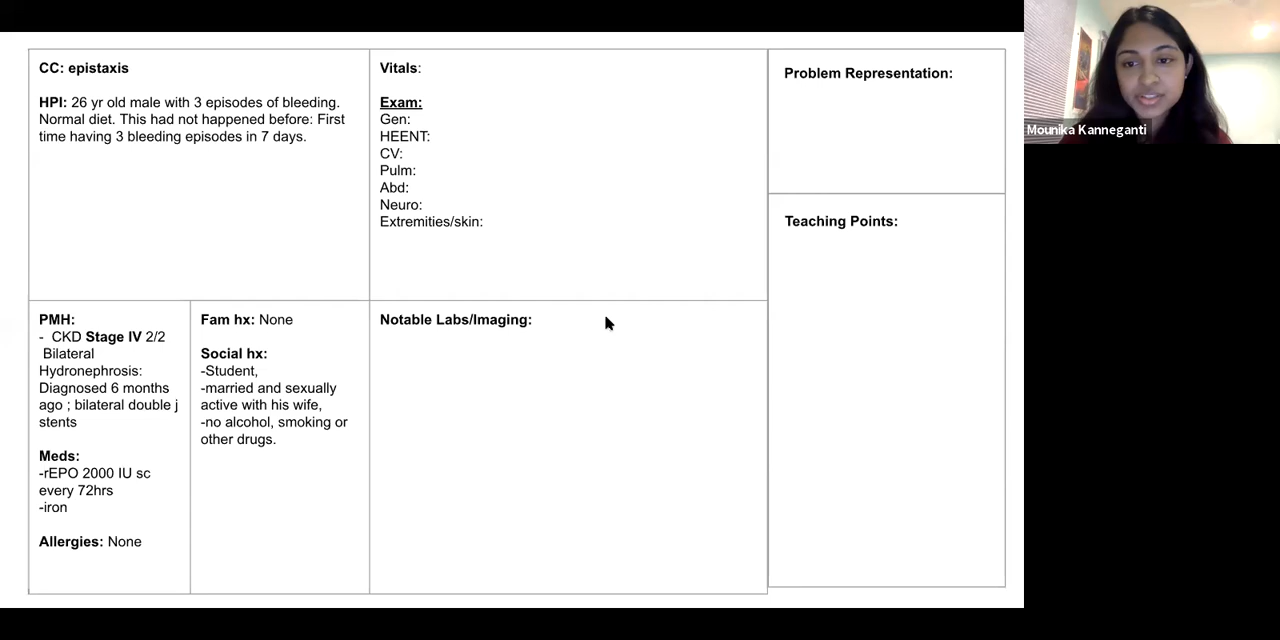 CC: epistaxis
HPI: 26 yr old male with 3 episodes of bleeding.
Normal diet. This had not happened before: First
time having 3 bleeding episodes in 7 days.
Vitals:
Exam:
Gen:
HEENT:
CV:
Pulm:
Abd:
Neuro:
Extremities/skin:
Problem Representation:
Mounika Kanneganti
Teaching Points:
PMH:
- CKD Stage IV 2/2
Bilateral
Hydronephrosis:
Diagnosed 6 months
ago ; bilateral double j
stents
Meds:
-rEPO 2000 IU sc
every 72hrs
-iron
Allergies: None
Fam hx: None
Social hx:
-Student,
-married and sexually
active with his wife,
-no alcohol, smoking or
other drugs.
Notable Labs/Imaging: